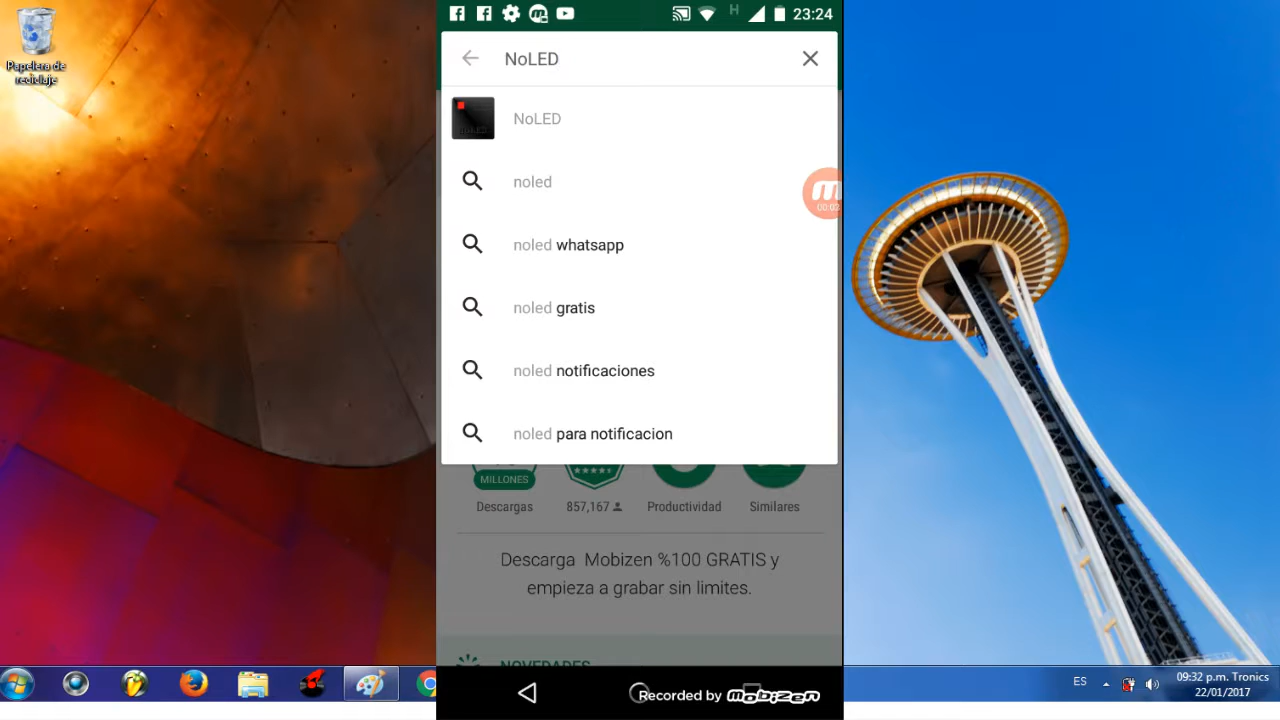 Papelera de
reciclaje
H
23:24
NoLED
NoLED
noled
noled whatsapp
noled gratis
noled notificaciones
noled para notificacion
00:03
MILLONES
Descargas
857,167
Productividad
Similares
Descarga Mobizen %100 GRATIS y
empieza a grabar sin limites.
NOVEDADES
Recorded by mobizen
ES
09:32 p.m. Tronics
22/01/2017